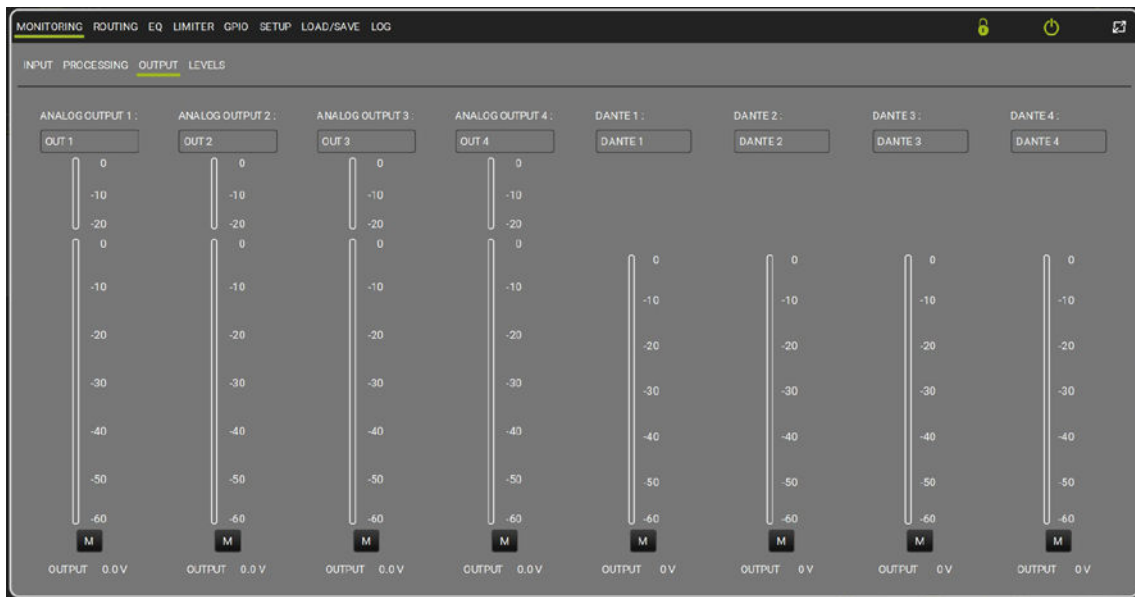 MONITORING ROUTING EQ LIMITER GPIO SETUP LOAD/SAVE LOG
INPUT PROCESSING OUTPUT LEVELS
ANALOG OUTPUT 1 : ANALOG OUTPUT 2 : ANALOG OUTPUT 3 : ANALOG OUTPUT 4 : DANTE 1 : DANTE 2 : DANTE 3 : DANTE 4 :
OUT 1 OUT 2 OUT 3 OUT 4 DANTE 1 DANTE 2 DANTE 3 DANTE 4
0 0 0 0
-10 -10 -10 -10
-20 -20 -20 -20
0 0 0 0
0 0 0 0
-10 -10 -10 -10
-10 -10 -10 -10
-20 -20 -20 -20
-20 -20 -20 -20
-30 -30 -30 -30
-30 -30 -30 -30
-40 -40 -40 -40
-40 -40 -40 -40
-50 -50 -50 -50
-50 -50 -50 -50
-60 -60 -60 -60 -60 -60 -60 -60
M M M M M M M M
OUTPUT 0.0 V OUTPUT 0.0 V OUTPUT 0.0 V OUTPUT 0.0 V OUTPUT 0 V OUTPUT 0 V OUTPUT 0 V OUTPUT 0 V